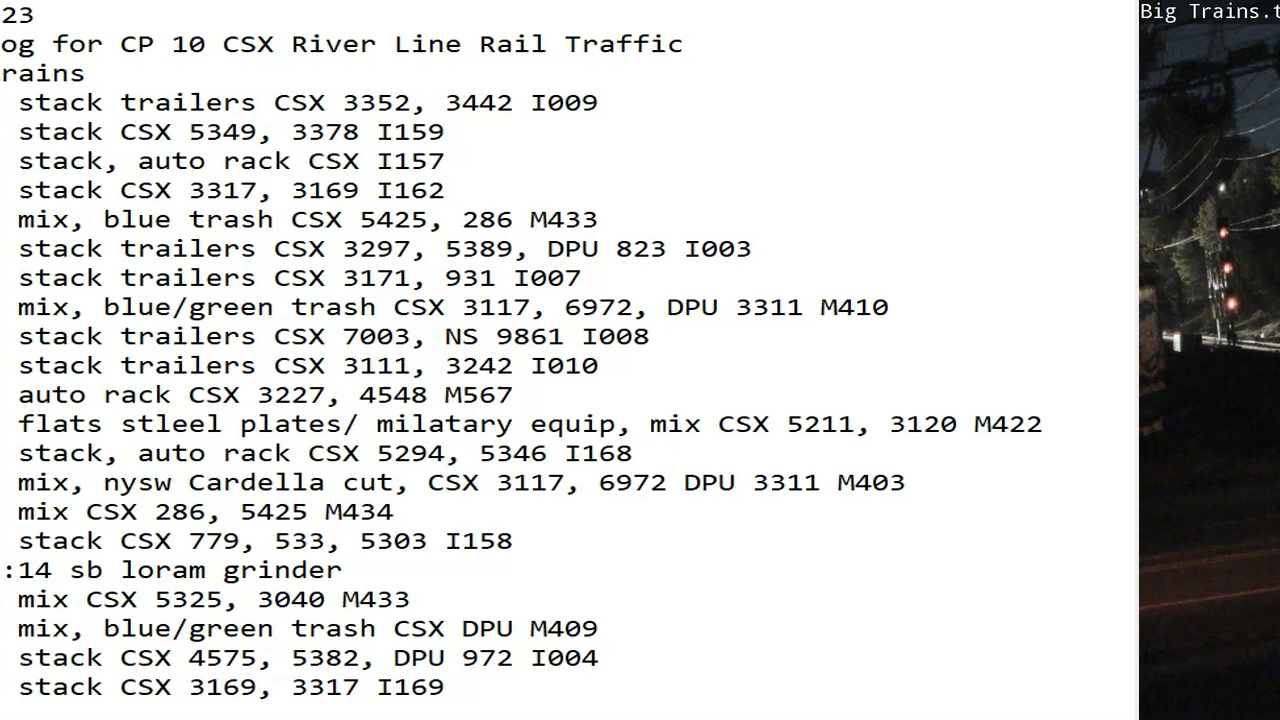 23
og for CP 10 CSX River Line Rail Traffic
rains
stack trailers CSX 3352, 3442 I009
stack CSX 5349, 3378 I159
stack, auto rack CSX I157
stack CSX 3317, 3169 I162
mix, blue trash CSX 5425, 286 M433
stack trailers CSX 3297, 5389, DPU 823 I003
stack trailers CSX 3171, 931 I007
mix, blue/green trash CSX 3117, 6972, DPU 3311 M410
stack trailers CSX 7003, NS 9861 I008
stack trailers CSX 3111, 3242 I010
auto rack CSX 3227, 4548 M567
flats stleel plates/ milatary equip, mix CSX 5211, 3120 M422
stack, auto rack CSX 5294, 5346 I168
mix, nysw Cardella cut, CSX 3117, 6972 DPU 3311 M403
mix CSX 286, 5425 M434
stack CSX 779, 533, 5303 I158
:14 sb loram grinder
mix CSX 5325, 3040 M433
mix, blue/green trash CSX DPU M409
stack CSX 4575, 5382, DPU 972 I004
stack CSX 3169, 3317 I169
Big Trains.t